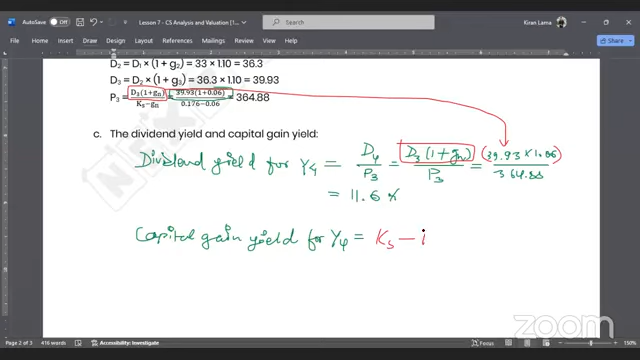 AutoSave Off Lesson 7 - CS Analysis and Valuation (1) Kiran Lama
File Home Insert Draw Design Layout References Mailings Review View Help
D₂ = D₁ × (1 + g₂) = 33 × 1.10 = 36.3
D₃ = D₂ × (1 + g₃) = 36.3 × 1.10 = 39.93
P₃ = D₃(1+gₙ) / Kₛ−gₙ = 39.93(1+0.06) / 0.176−0.06 = 364.88
c. The dividend yield and capital gain yield:
Dividend yield for Y₄ = D₄ / P₃ = D₃(1+gₙ) / P₃ = (39.93×1.06) / 364.88
= 11.6%
Capital gain yield for Y₄ = Kₛ −
Page 2 of 3 416 words Accessibility: Investigate 150%
zoom